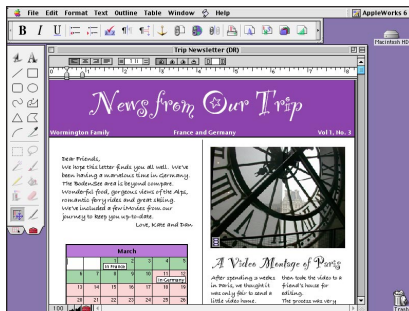 File Edit Format Text Outline Table Window Help AppleWorks 6
B I U
Macintosh HD
Trip Newsletter (DR)
News from Our Trip
Wormington Family France and Germany Vol 1, No. 3
Dear Friends,
We hope this letter finds you all well. We've
been having a marvelous time in Germany.
The BodenSee area is beyond compare.
Wonderful food, gorgeous views of the Alps,
romantic ferry rides and great skiing.
We've included a few iMovies from our
journey to keep you up-to-date.
Love, Kate and Dan
March
1 2 3 4 5
In France
6 7 8 9 10 11 12
In Germany
13 14 15 16 17 18 19
20 21 22 23 24 25 26
A Video Montage of Paris
After spending 2 weeks
in Paris, we thought it
was only fair to send a
little video home.
then took the video to a
friend's house for
editing.
The process was very
100
Trash